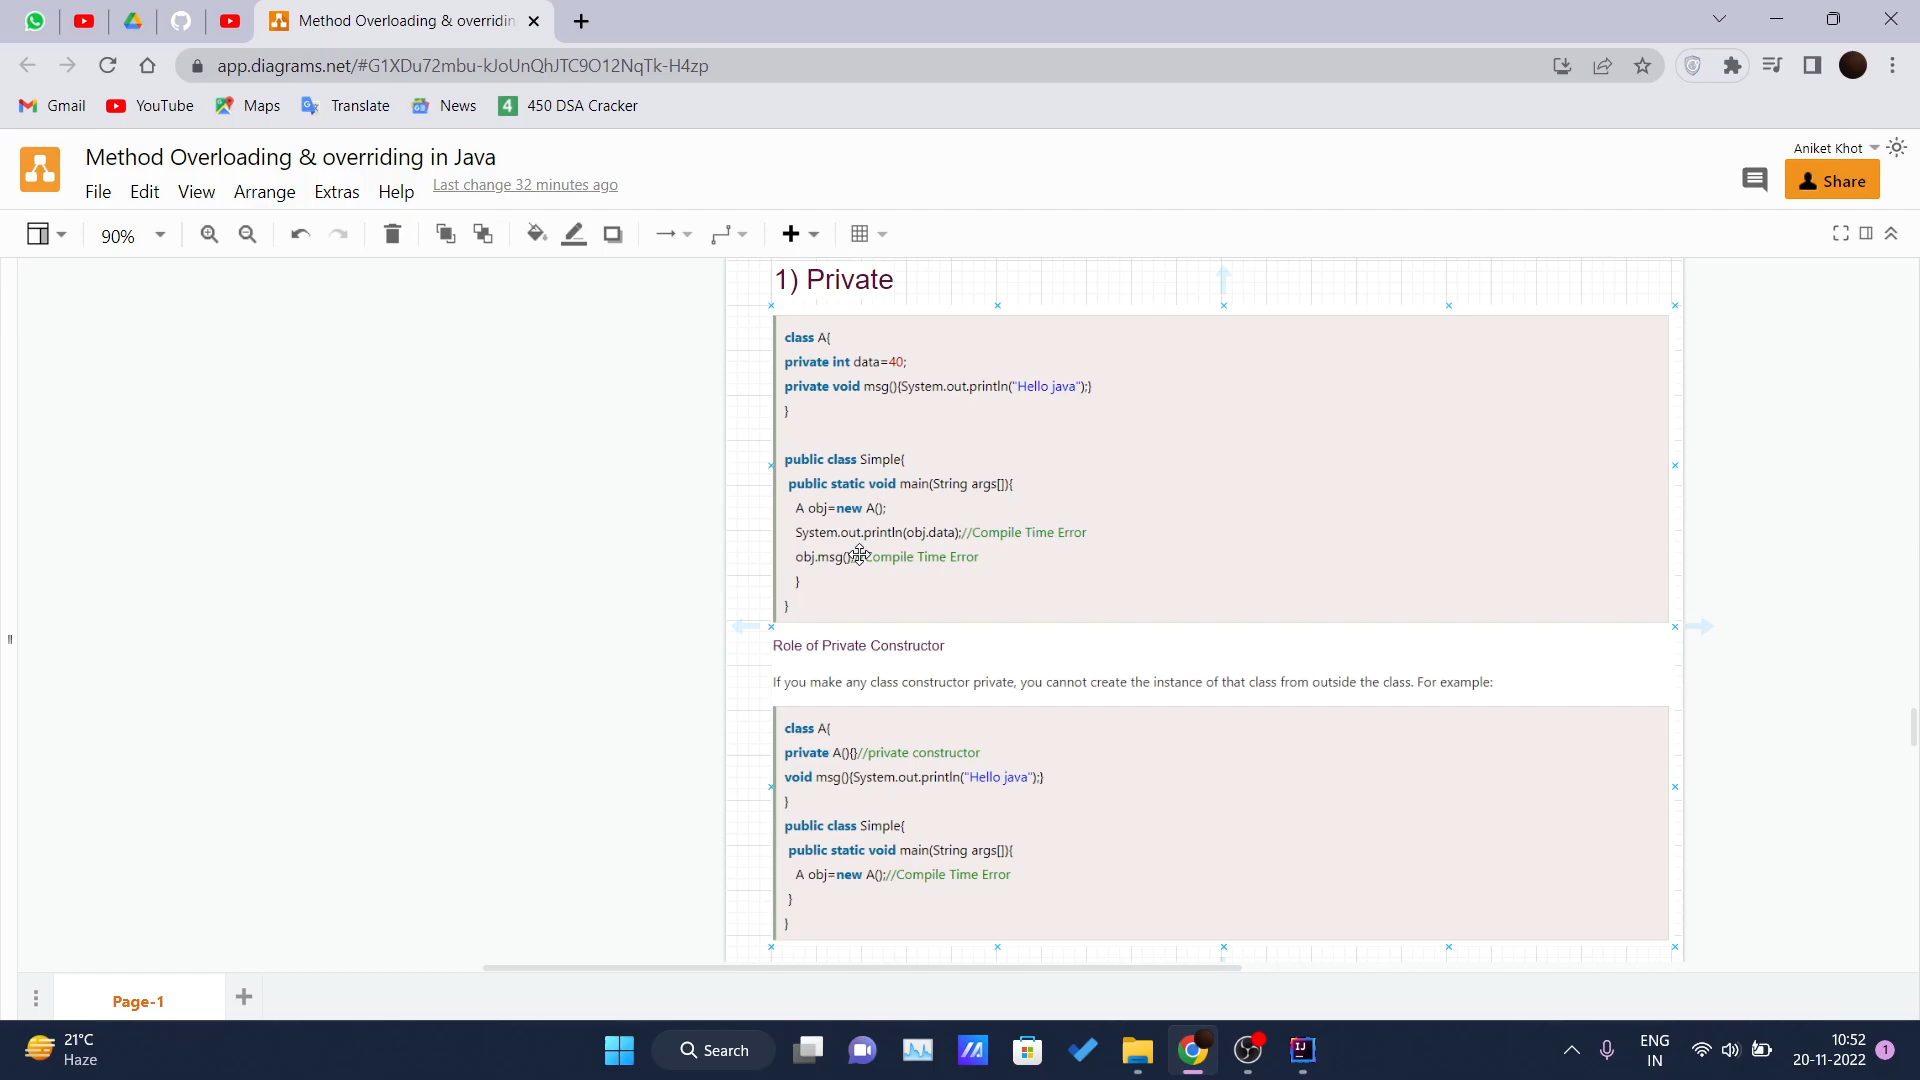 Method Overloading & overridin
app.diagrams.net/#G1XDu72mbu-kJoUnQhJTC9O12NqTk-H4zp
Gmail YouTube Maps Translate News 4 450 DSA Cracker
Method Overloading & overriding in Java
Aniket Khot
File Edit View Arrange Extras Help Last change 32 minutes ago
Share
90%
1) Private
class A{
private int data=40;
private void msg(){System.out.println("Hello java");}
}
public class Simple{
public static void main(String args[]){
A obj=new A();
System.out.println(obj.data);//Compile Time Error
obj.msg() Compile Time Error
}
}
Role of Private Constructor
If you make any class constructor private, you cannot create the instance of that class from outside the class. For example:
class A{
private A(){}//private constructor
void msg(){System.out.println("Hello java");}
}
public class Simple{
public static void main(String args[]){
A obj=new A();//Compile Time Error
}
}
Page-1
21°C
Haze
Search
ENG
IN
10:52
20-11-2022
1